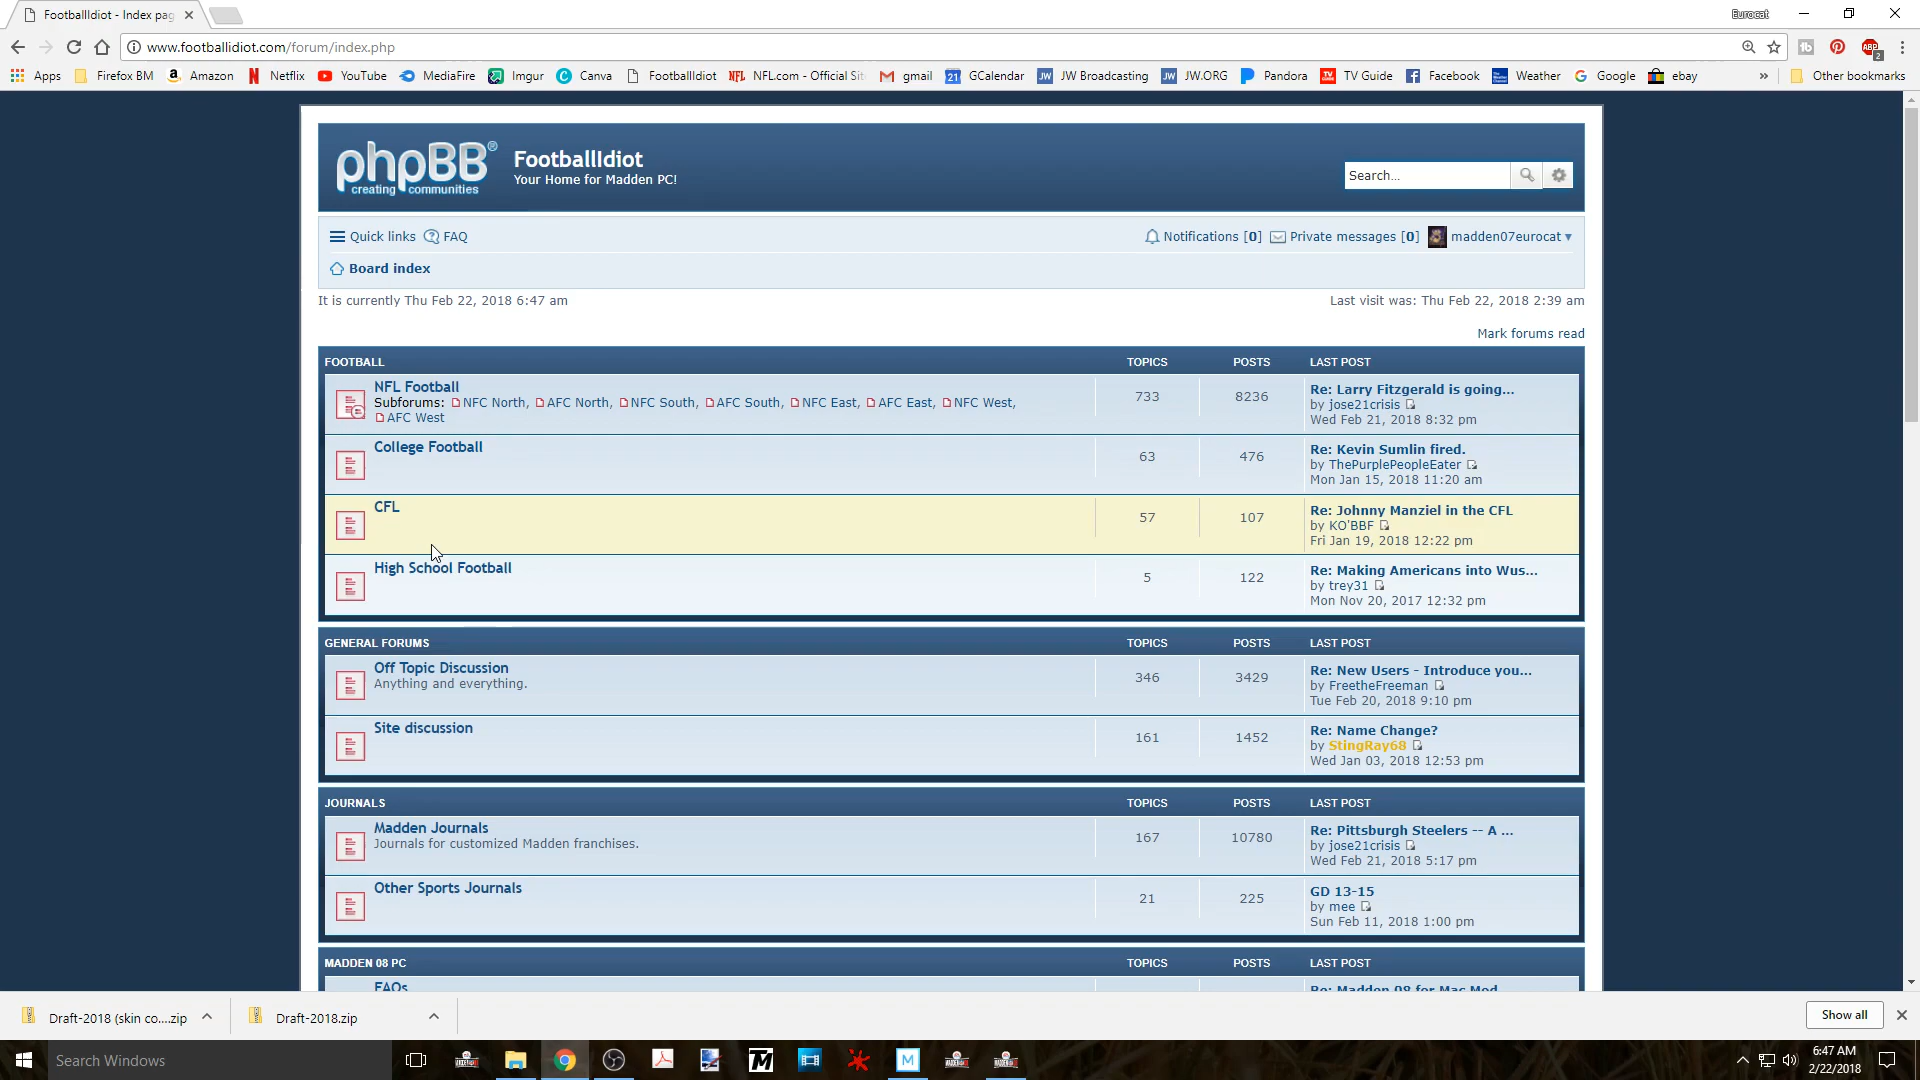 FootballIdiot - Index pag
Eurocat
www.footballidiot.com/forum/index.php
2
Apps Firefox BM Amazon Netflix YouTube MediaFire Imgur Canva FootballIdiot NFL.com - Official Sit gmail GCalendar JW Broadcasting JW.ORG Pandora TV Guide Facebook Weather Google ebay » Other bookmarks
phpBB®
creating communities
FootballIdiot
Your Home for Madden PC!
Search...
Quick links FAQ
Notifications [0] Private messages [0] madden07eurocat
Board index
It is currently Thu Feb 22, 2018 6:47 am
Last visit was: Thu Feb 22, 2018 2:39 am
Mark forums read
FOOTBALL TOPICS POSTS LAST POST
NFL Football
Subforums: NFC North, AFC North, NFC South, AFC South, NFC East, AFC East, NFC West,
AFC West
733 8236
Re: Larry Fitzgerald is going...
by jose21crisis
Wed Feb 21, 2018 8:32 pm
College Football
63 476
Re: Kevin Sumlin fired.
by ThePurplePeopleEater
Mon Jan 15, 2018 11:20 am
CFL
57 107
Re: Johnny Manziel in the CFL
by KO'BBF
Fri Jan 19, 2018 12:22 pm
High School Football
5 122
Re: Making Americans into Wus...
by trey31
Mon Nov 20, 2017 12:32 pm
GENERAL FORUMS TOPICS POSTS LAST POST
Off Topic Discussion
Anything and everything.
346 3429
Re: New Users - Introduce you...
by FreetheFreeman
Tue Feb 20, 2018 9:10 pm
Site discussion
161 1452
Re: Name Change?
by StingRay68
Wed Jan 03, 2018 12:53 pm
JOURNALS TOPICS POSTS LAST POST
Madden Journals
Journals for customized Madden franchises.
167 10780
Re: Pittsburgh Steelers -- A ...
by jose21crisis
Wed Feb 21, 2018 5:17 pm
Other Sports Journals
21 225
GD 13-15
by mee
Sun Feb 11, 2018 1:00 pm
MADDEN 08 PC TOPICS POSTS LAST POST
FAQs
Re: Madden 08 for Mac Mod
Draft-2018 (skin co....zip
Draft-2018.zip
Show all
Search Windows
6:47 AM
2/22/2018